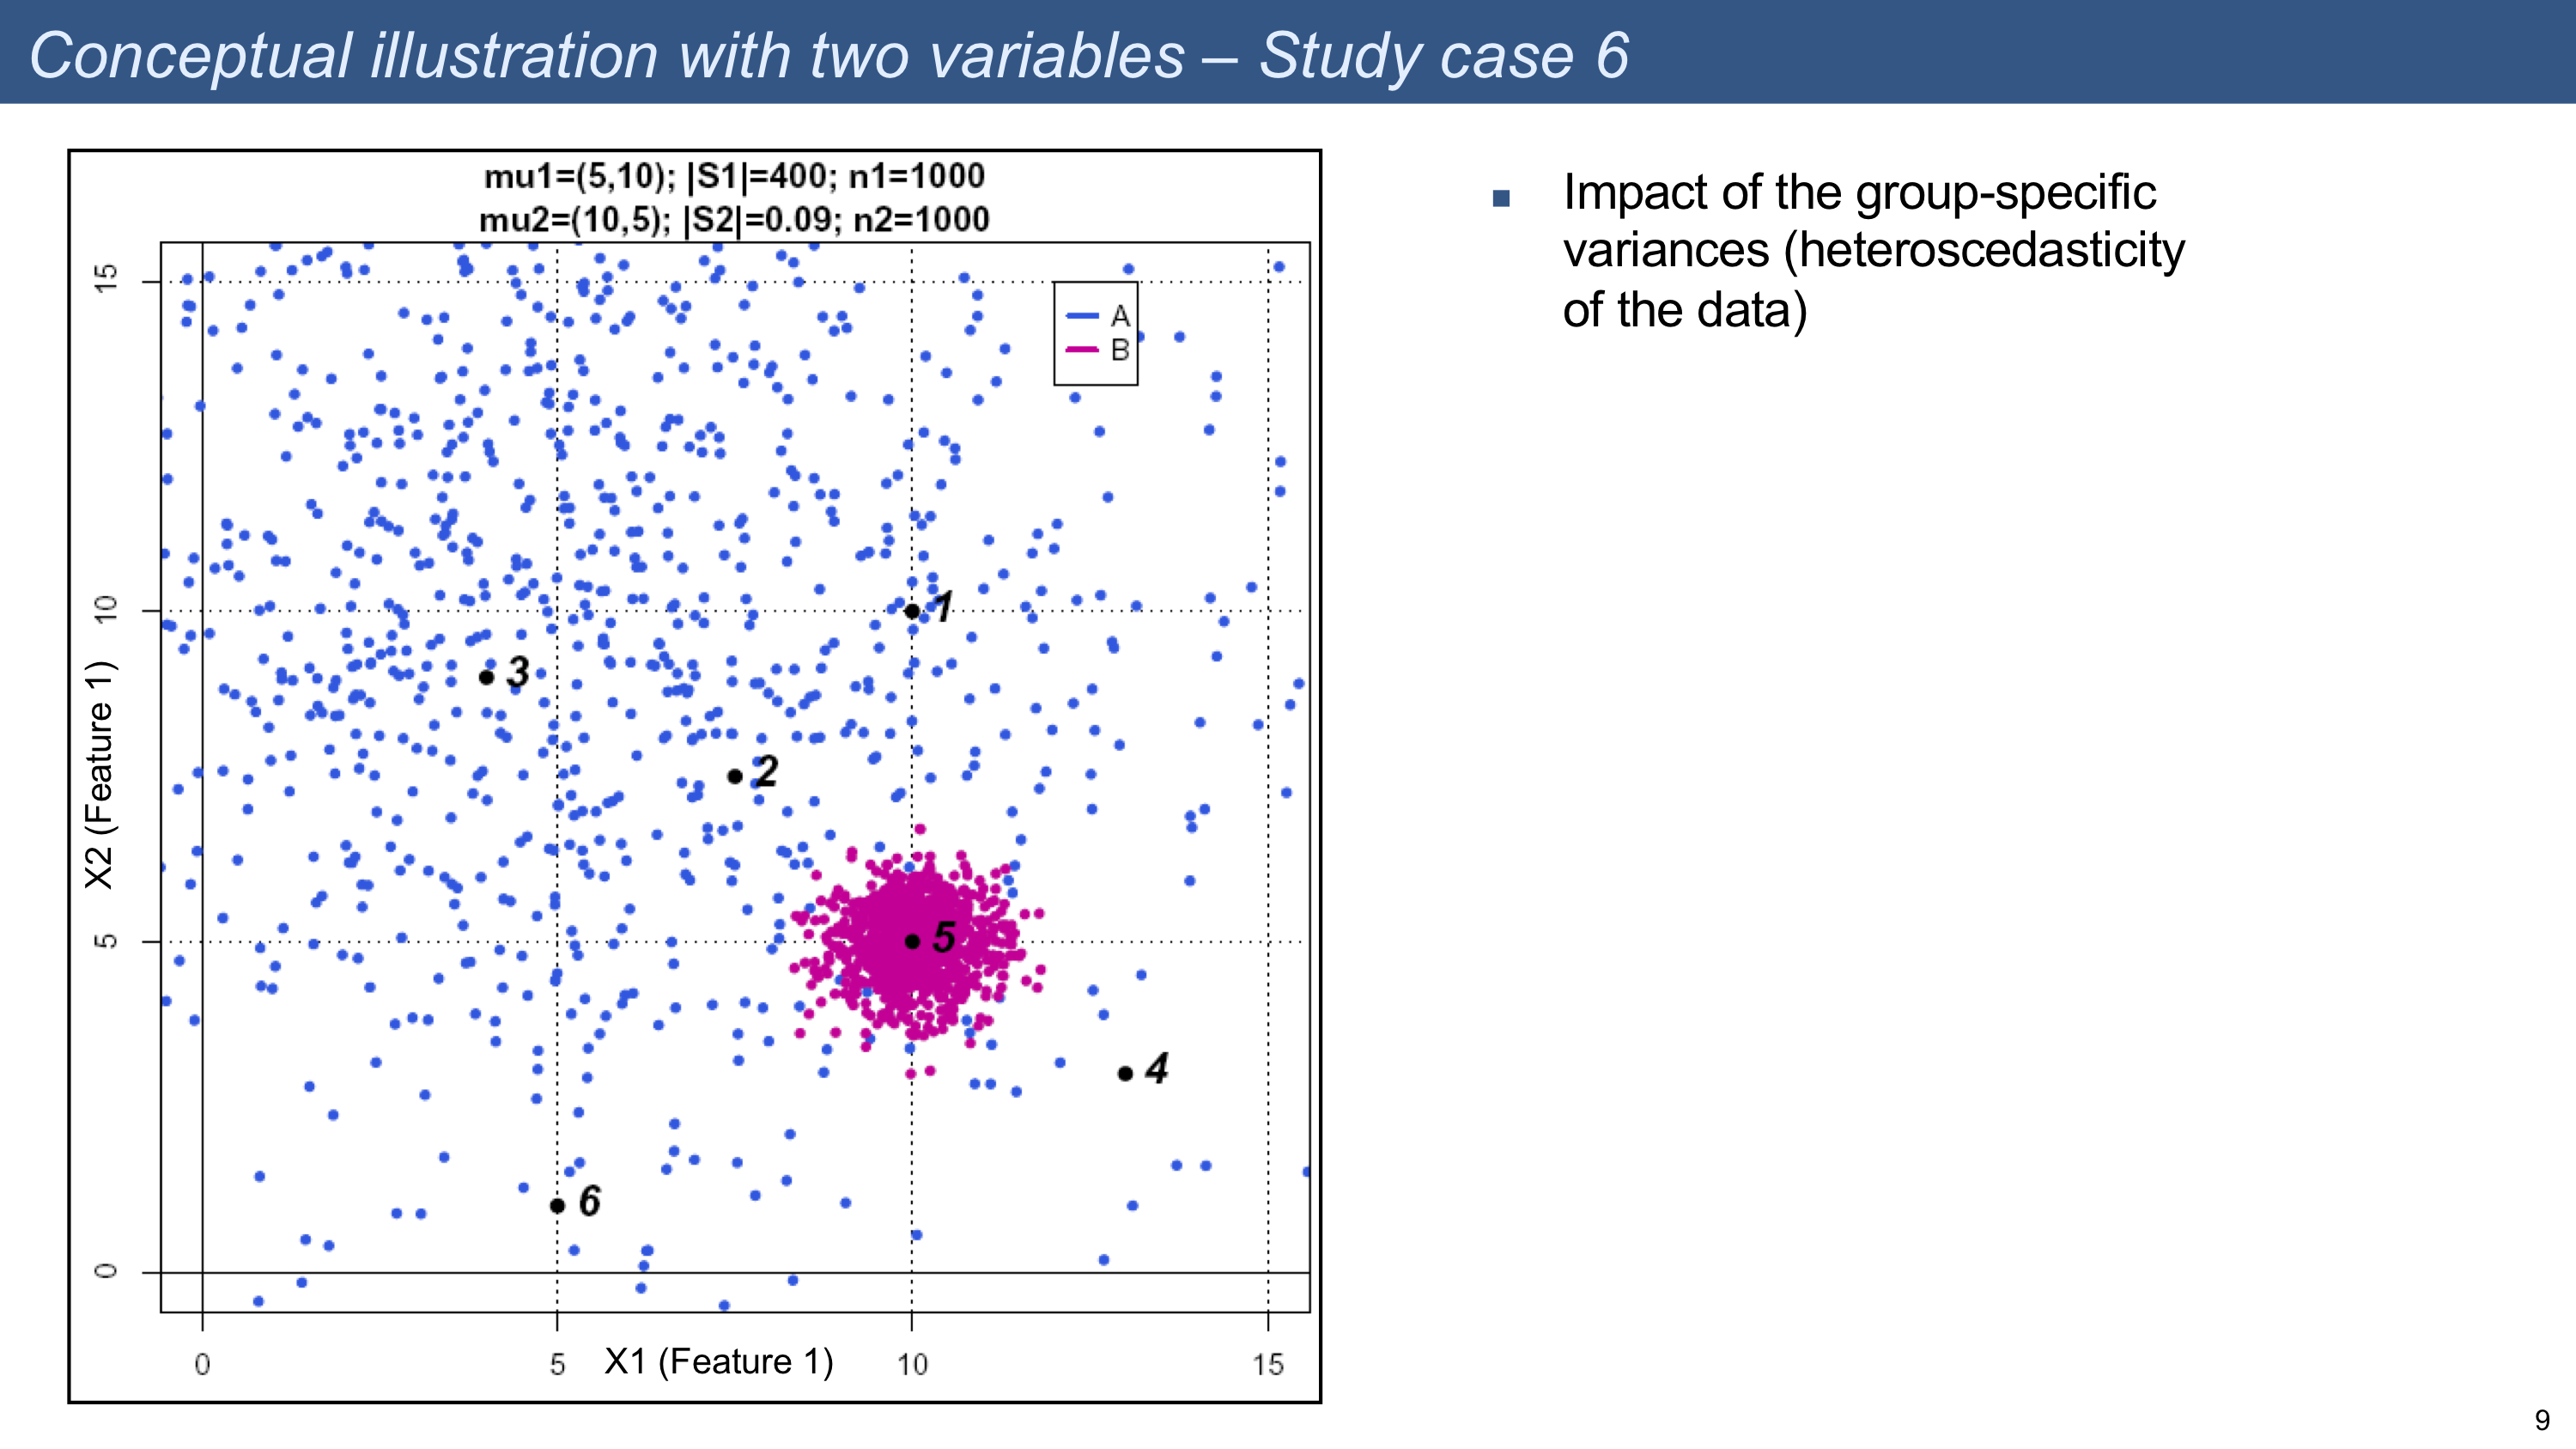 Conceptual illustration with two variables – Study case 6
mu1=(5,10); |S1|=400; n1=1000
mu2=(10,5); |S2|=0.09; n2=1000
15
10
5
0
X2 (Feature 1)
A
B
1
3
2
5
4
6
0
5
X1 (Feature 1)
10
15
■ Impact of the group-specific
variances (heteroscedasticity
of the data)
9